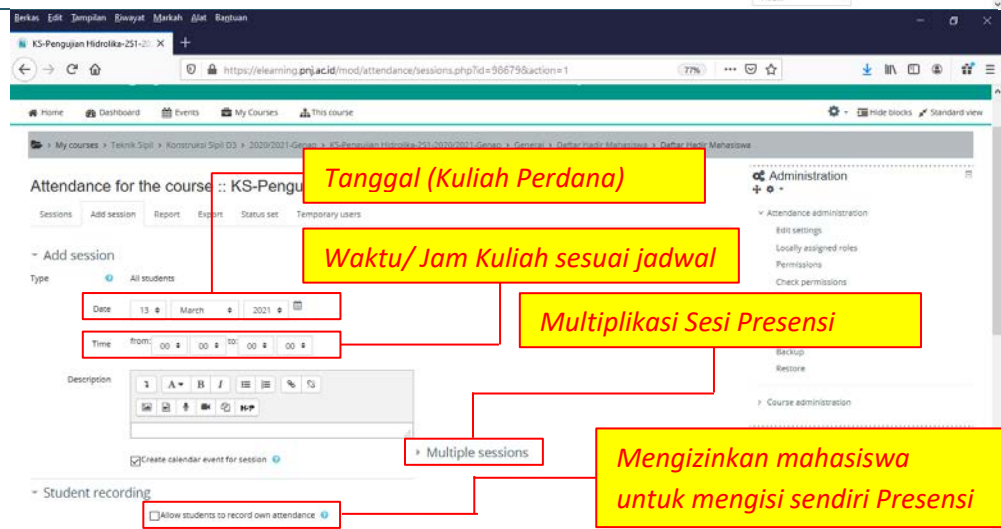 Berkas Edit Tampilan Riwayat Markah Alat Bantuan
KS-Pengujian Hidrolika-2S1-20
https://elearning.pnj.ac.id/mod/attendance/sessions.php?id=98679&action=1
77%
Home Dashboard Events My Courses This course
Hide blocks Standard view
My courses > Teknik Sipil > Konstruksi Sipil D3 > 2020/2021-Genap > KS-Pengujian Hidrolika-2S1-2020/2021-Genap > General > Daftar Hadir Mahasiswa > Daftar Hadir Mahasiswa
Tanggal (Kuliah Perdana)
Attendance for the course :: KS-Pengu
Administration
Sessions Add session Report Export Status set Temporary users
Attendance administration
Edit settings
Locally assigned roles
Permissions
Check permissions
Waktu/ Jam Kuliah sesuai jadwal
Add session
Type All students
Date 13 March 2021
Multiplikasi Sesi Presensi
Time from: 00 00 to: 00 00
Backup
Restore
Description
A B I
H-P
Course administration
Multiple sessions
Create calendar event for session
Mengizinkan mahasiswa
untuk mengisi sendiri Presensi
Student recording
Allow students to record own attendance